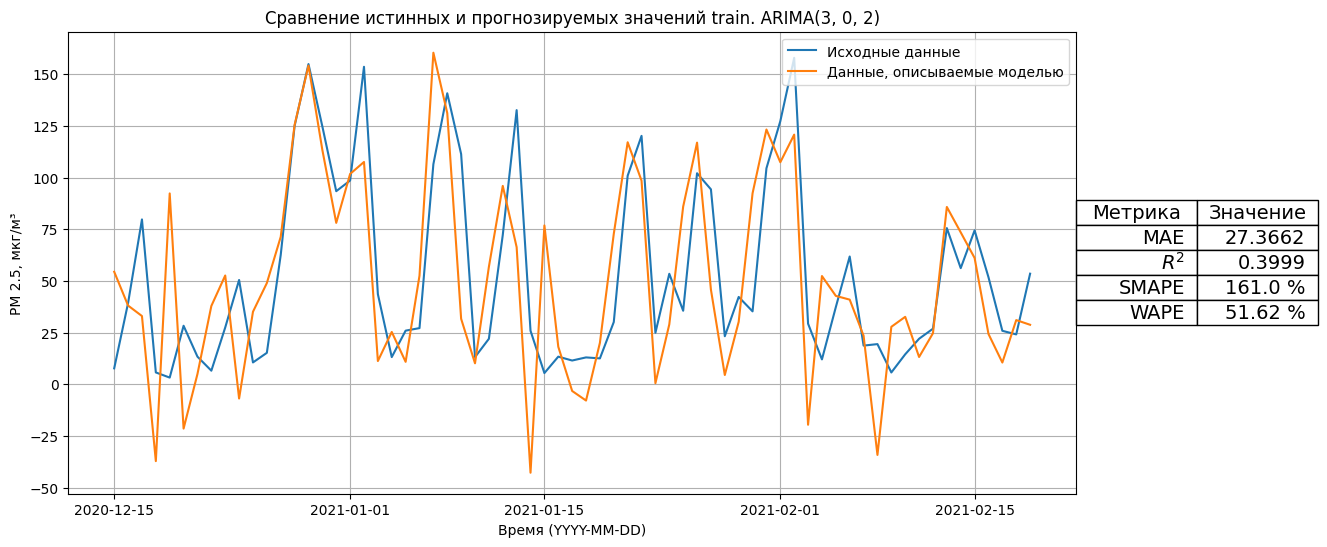 Сравнение истинных и прогнозируемых значений train. ARIMA(3, 0, 2)
Исходные данные
Данные, описываемые моделью
PM 2.5, мкг/м³
150
125
100
75
50
25
0
−25
−50
2020-12-15
2021-01-01
2021-01-15
2021-02-01
2021-02-15
Время (YYYY-MM-DD)
Метрика Значение
MAE 27.3662
R² 0.3999
SMAPE 161.0 %
WAPE 51.62 %